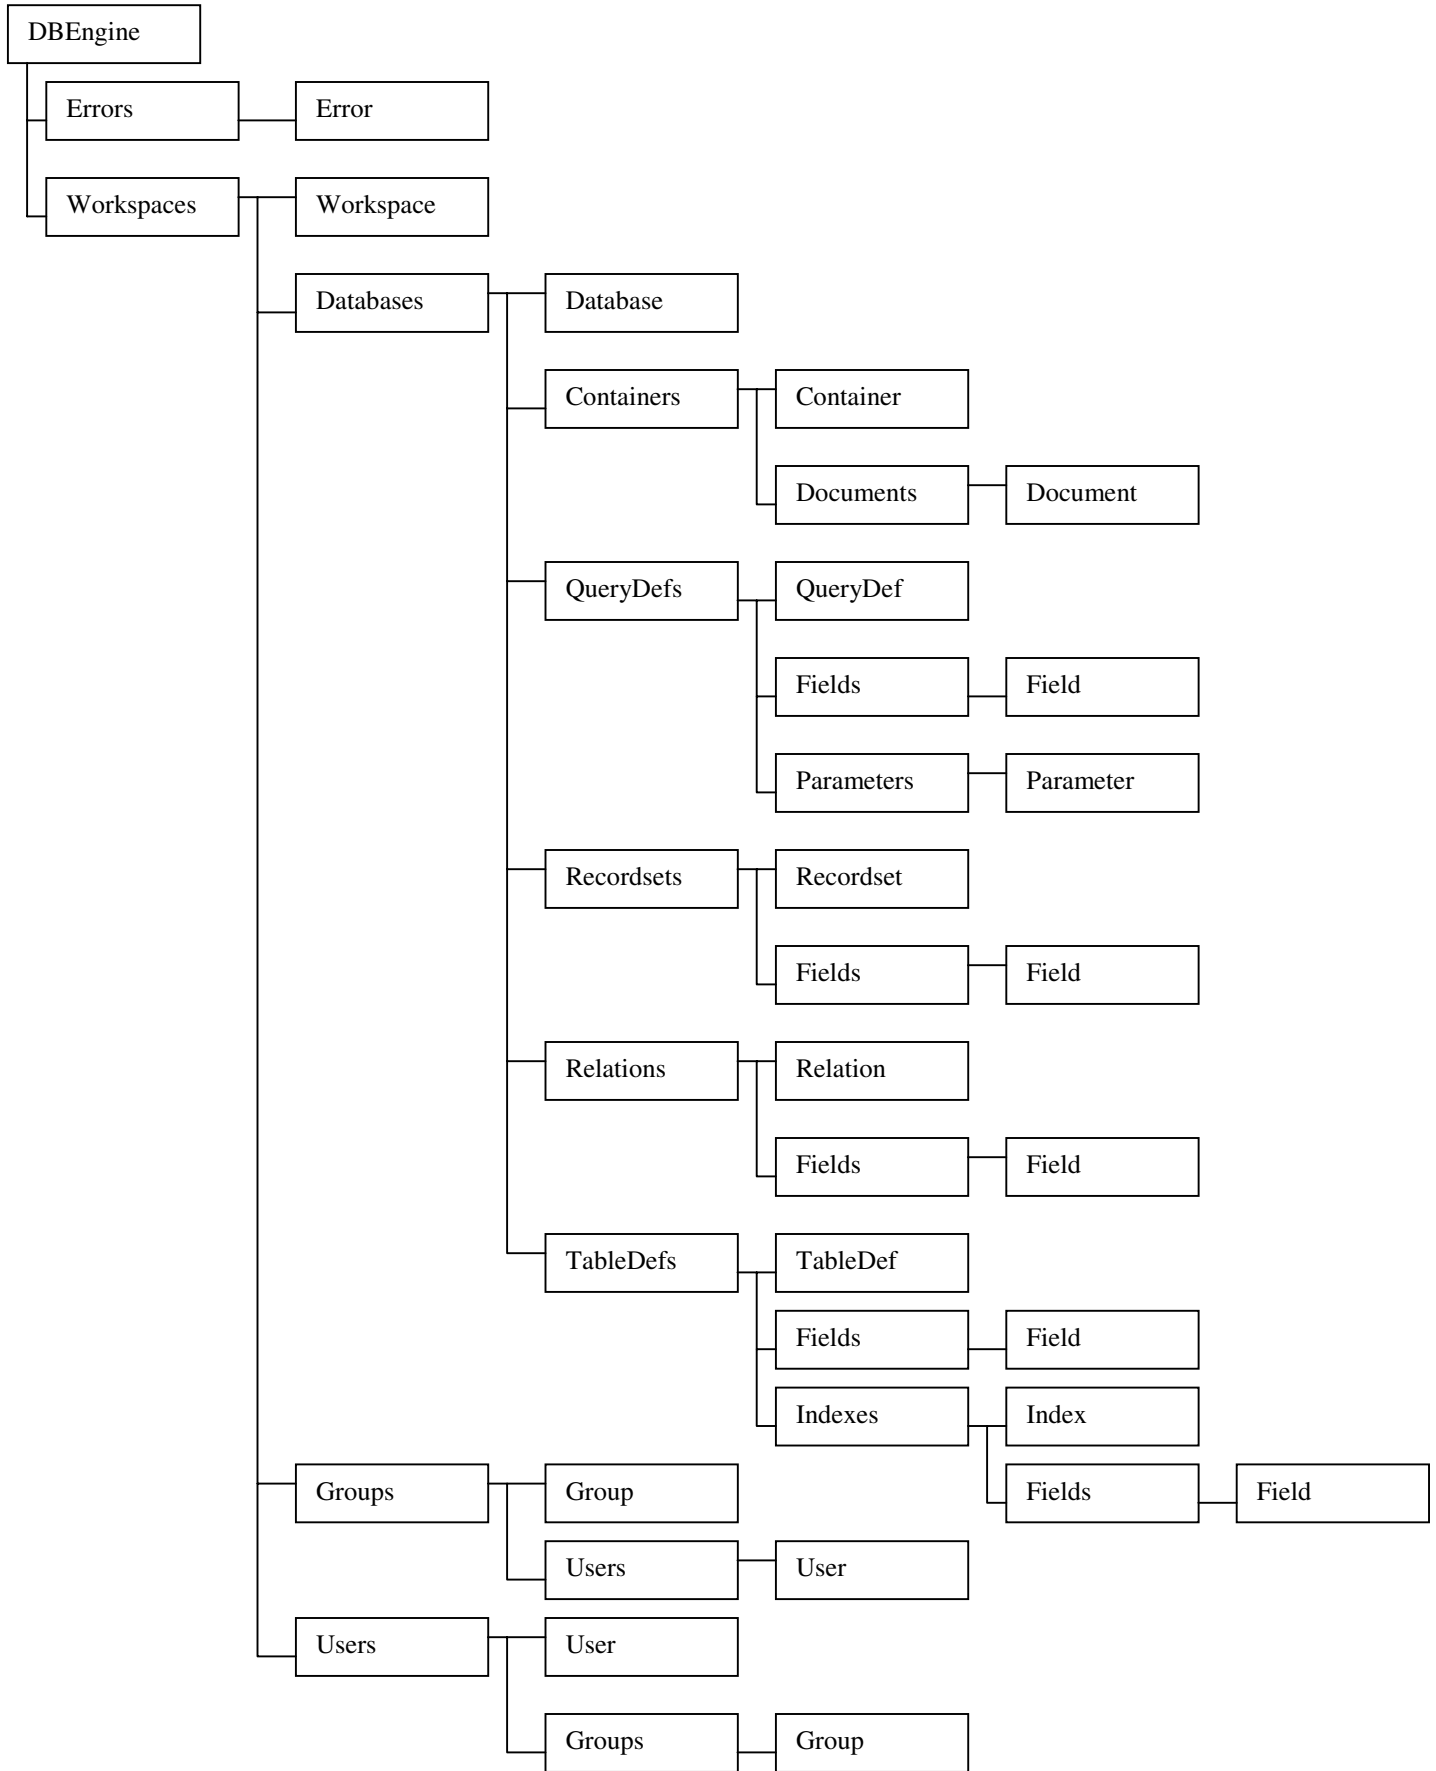 DBEngine
Errors
Error
Workspaces
Workspace
Databases
Database
Containers
Container
Documents
Document
QueryDefs
QueryDef
Fields
Field
Parameters
Parameter
Recordsets
Recordset
Fields
Field
Relations
Relation
Fields
Field
TableDefs
TableDef
Fields
Field
Indexes
Index
Fields
Field
Groups
Group
Users
User
Users
User
Groups
Group